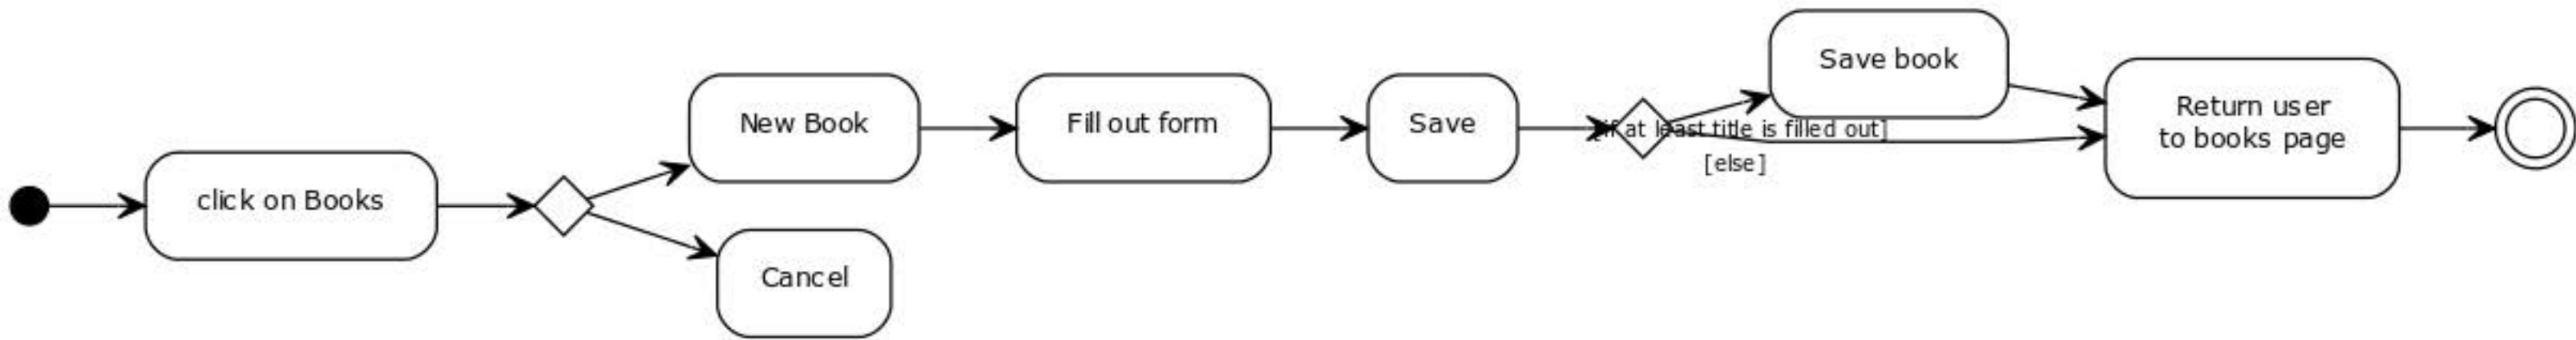 click on Books
New Book
Cancel
Fill out form
Save
[if at least title is filled out]
[else]
Save book
Return user
to books page